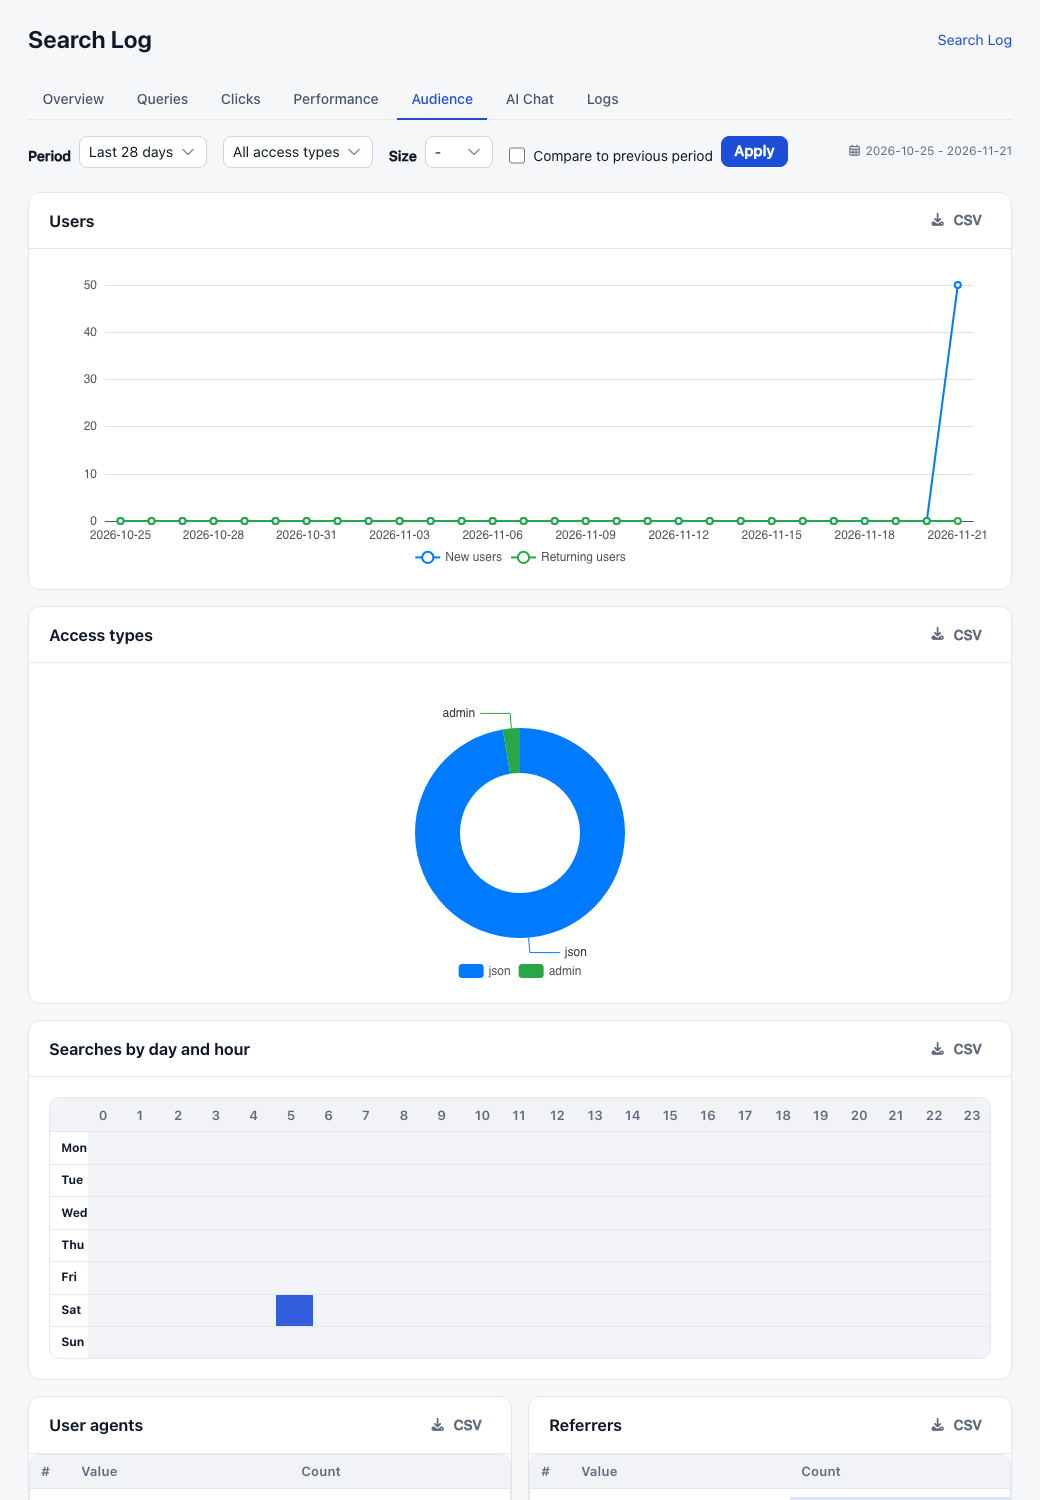 Search Log
Search Log
Overview Queries Clicks Performance Audience AI Chat Logs
Period Last 28 days All access types Size - Compare to previous period Apply 2026-10-25 - 2026-11-21
Users CSV
50
40
30
20
10
0
2026-10-25 2026-10-28 2026-10-31 2026-11-03 2026-11-06 2026-11-09 2026-11-12 2026-11-15 2026-11-18 2026-11-21
New users Returning users
Access types CSV
admin
json
json admin
Searches by day and hour CSV
0 1 2 3 4 5 6 7 8 9 10 11 12 13 14 15 16 17 18 19 20 21 22 23
Mon
Tue
Wed
Thu
Fri
Sat
Sun
User agents CSV
# Value Count
Referrers CSV
# Value Count